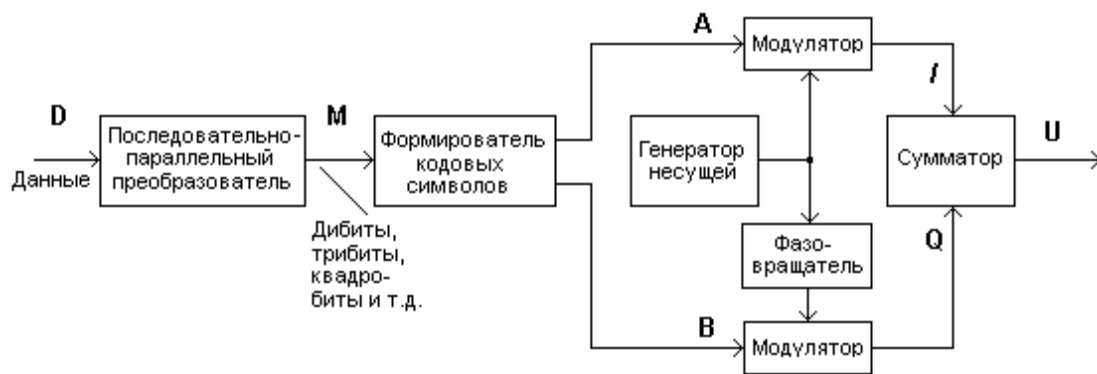 D
Данные
Последовательно-
параллельный
преобразователь
M
Дибиты,
трибиты,
квадро-
биты и т.д.
Формирователь
кодовых
символов
A
B
Генератор
несущей
Модулятор
Фазо-
вращатель
Модулятор
I
Q
Сумматор
U